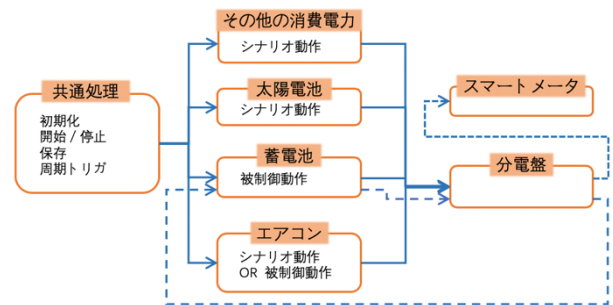 その他の消費電力
シナリオ動作
共通処理
初期化
開始 / 停止
保存
周期トリガ
太陽電池
シナリオ動作
蓄電池
被制御動作
エアコン
シナリオ動作
OR 被制御動作
スマートメータ
分電盤